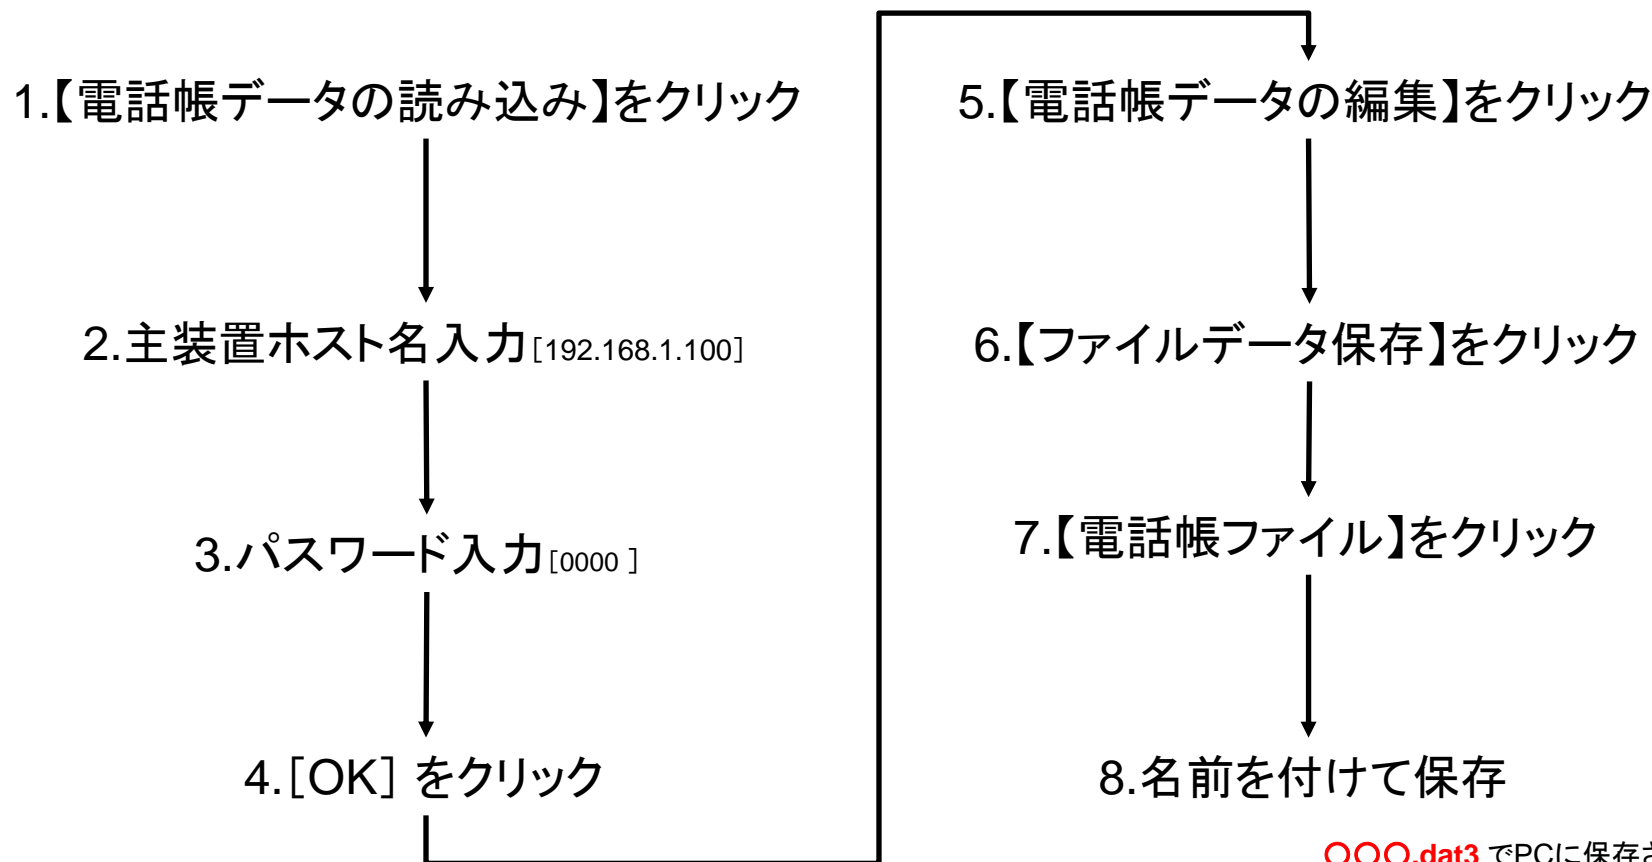 1.【電話帳データの読み込み】をクリック
2.主装置ホスト名入力[192.168.1.100]
3.パスワード入力[0000 ]
4.[OK] をクリック
5.【電話帳データの編集】をクリック
6.【ファイルデータ保存】をクリック
7.【電話帳ファイル】をクリック
8.名前を付けて保存
〇〇〇.dat3 でPCに保存さ